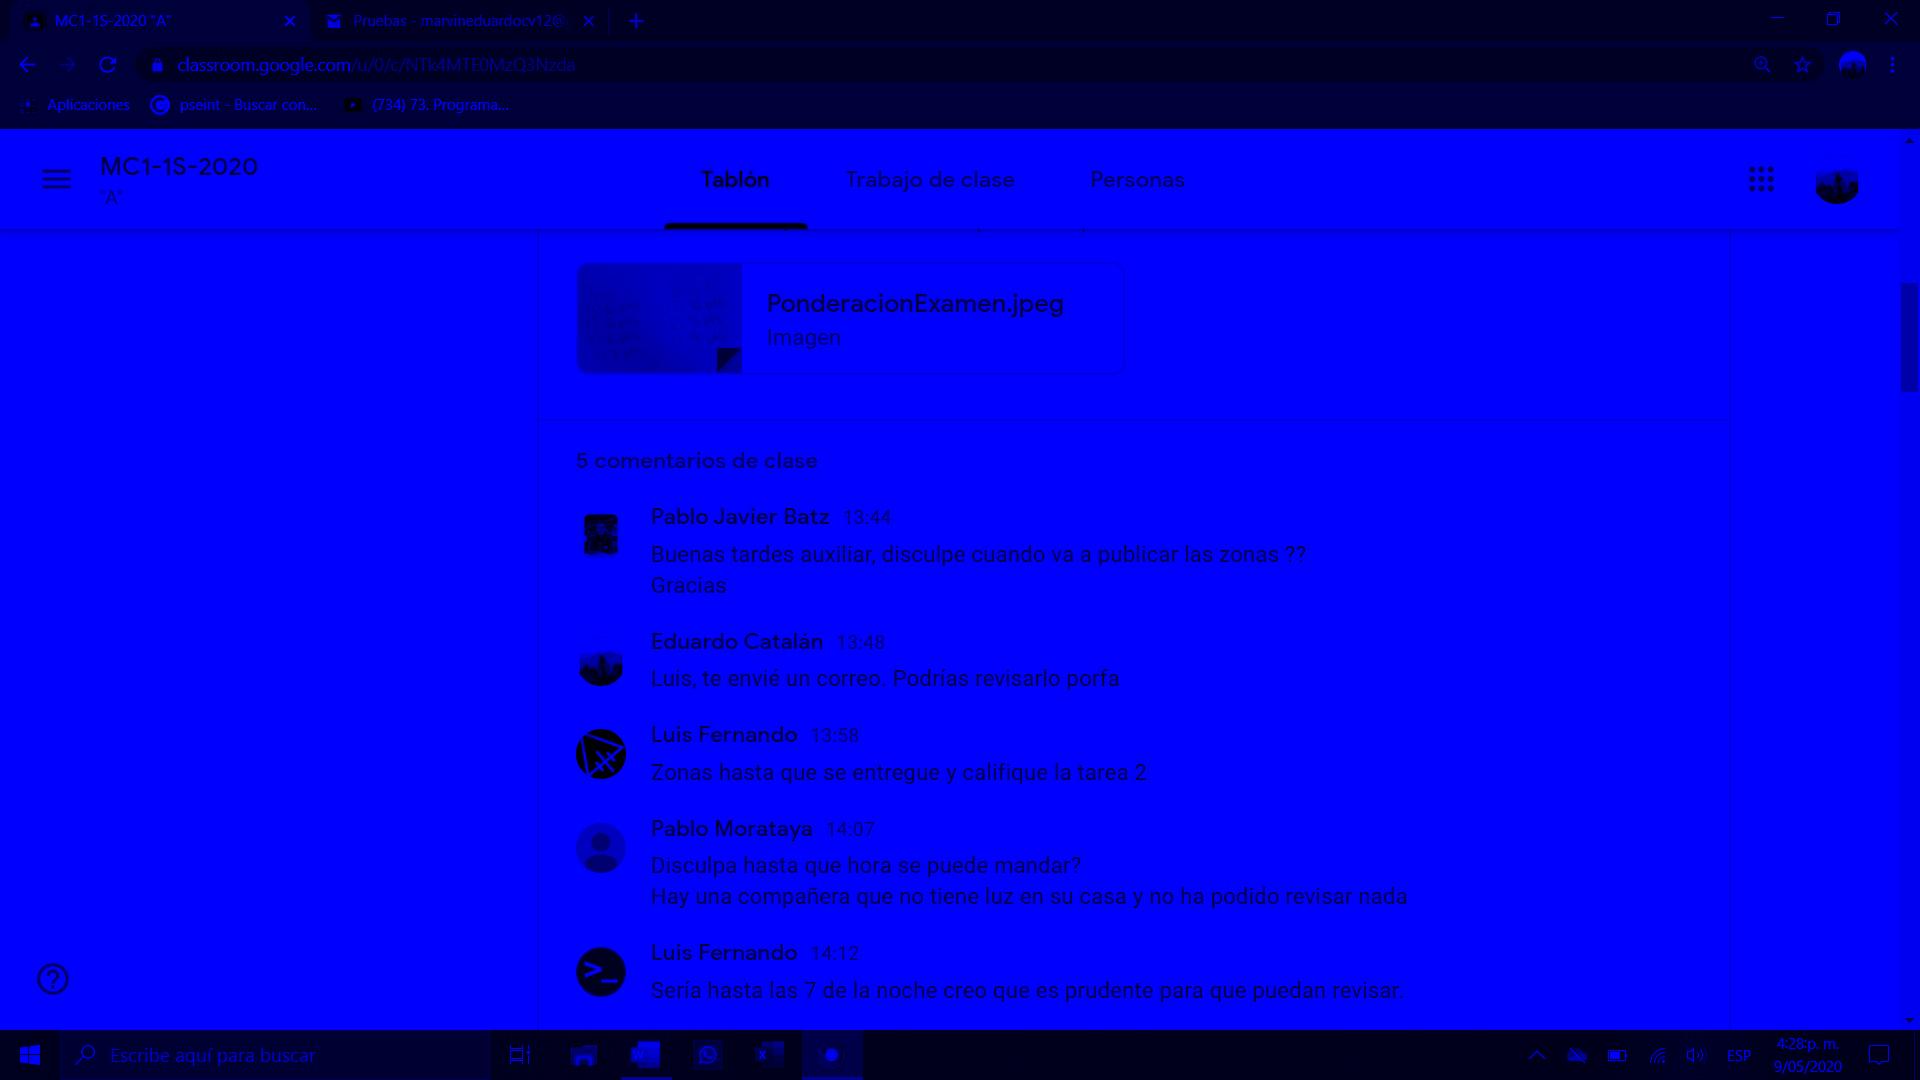 MC1-1S-2020 "A"
Pruebas - marvineduardocv12@
classroom.google.com/u/0/c/NTk4MTE0MzQ3Nzda
Aplicaciones
pseint - Buscar con...
(734) 73. Programa...
MC1-1S-2020
"A"
Tablón
Trabajo de clase
Personas
PonderacionExamen.jpeg
Imagen
5 comentarios de clase
Pablo Javier Batz 13:44
Buenas tardes auxiliar, disculpe cuando va a publicar las zonas ??
Gracias
Eduardo Catalán 13:48
Luis, te envié un correo. Podrías revisarlo porfa
Luis Fernando 13:58
Zonas hasta que se entregue y califique la tarea 2
Pablo Morataya 14:07
Disculpa hasta que hora se puede mandar?
Hay una compañera que no tiene luz en su casa y no ha podido revisar nada
Luis Fernando 14:12
Sería hasta las 7 de la noche creo que es prudente para que puedan revisar.
Escribe aquí para buscar
ESP
4:28 p. m.
9/05/2020